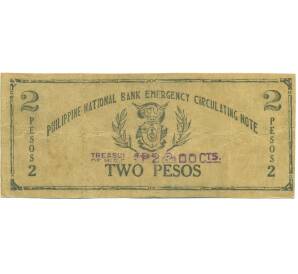 PHILIPPINE NATIONAL BANK EMERGENCY CIRCULATING NOTE
2 2
PESOS PESOS
2 2
TWO PESOS